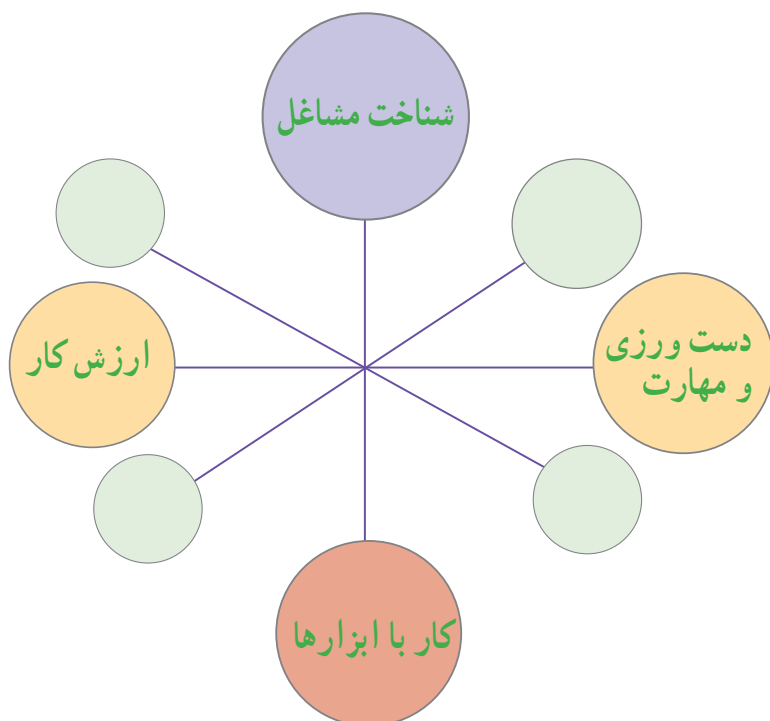 شناخت مشاغل
دست ورزی
و مهارت
ارزش کار
کار با ابزارها